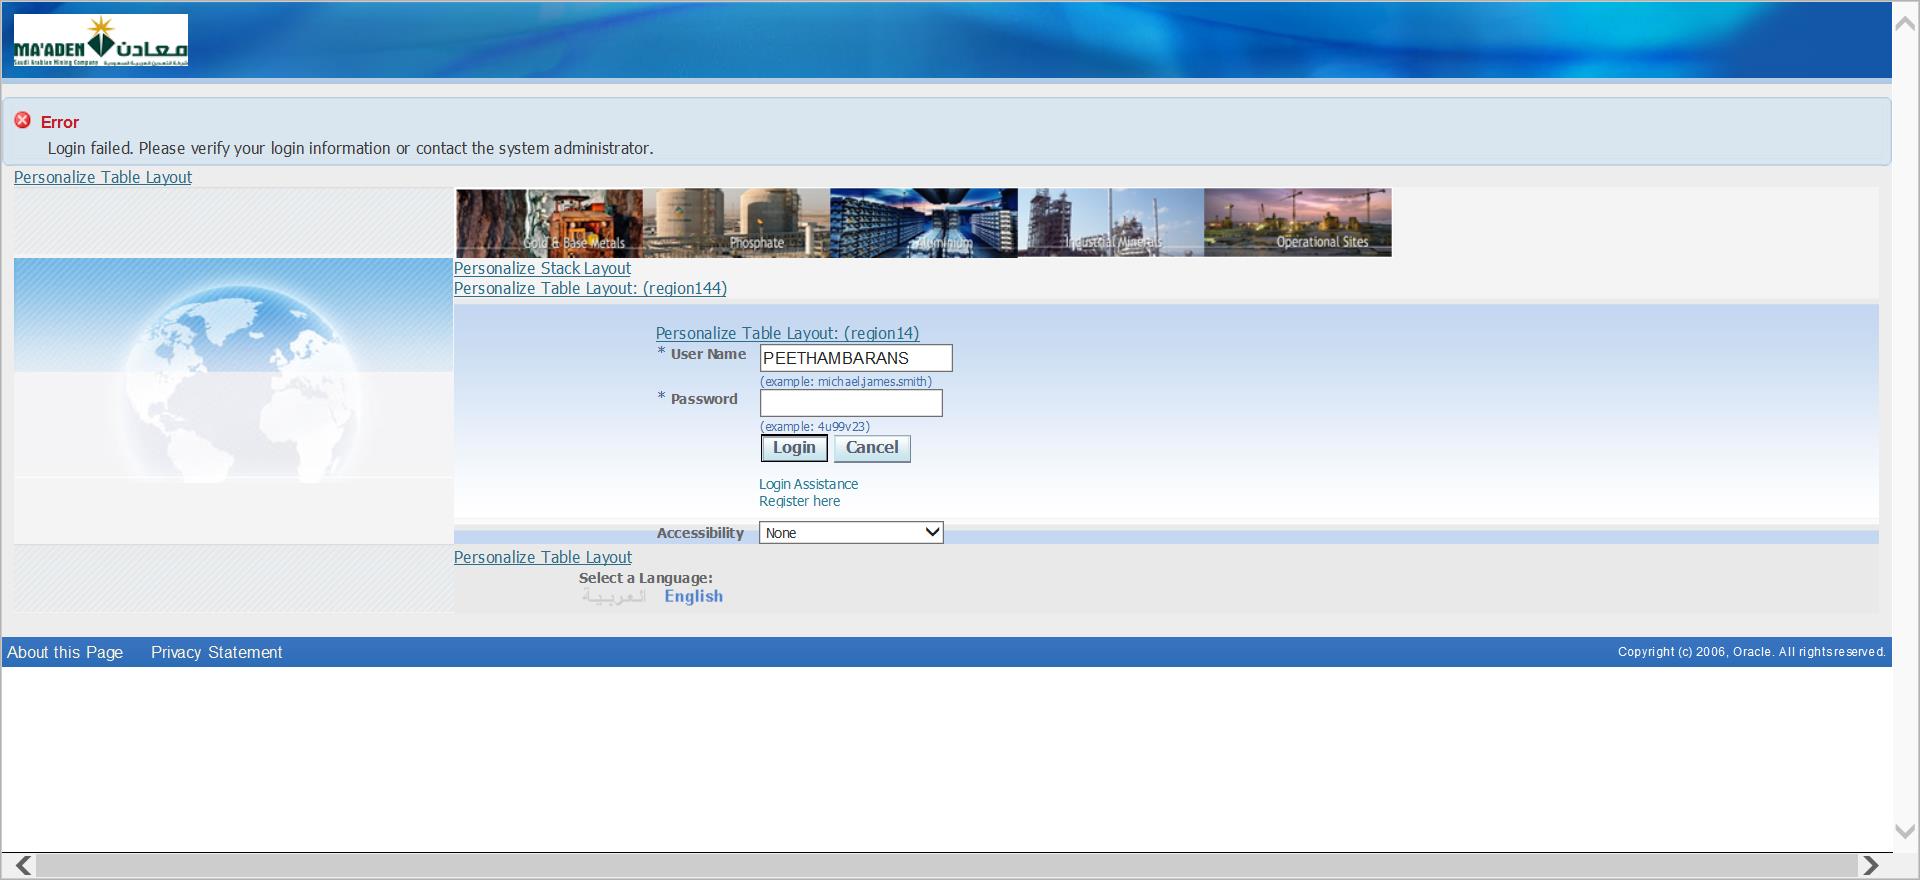 MA'ADEN معادن
Saudi Arabian Mining Company شركة التعدين العربية السعودية
Error
Login failed. Please verify your login information or contact the system administrator.
Personalize Table Layout
Gold & Base Metals Phosphate Aluminium Industrial Minerals Operational Sites
Personalize Stack Layout
Personalize Table Layout: (region144)
Personalize Table Layout: (region14)
* User Name PEETHAMBARANS
(example: michael.james.smith)
* Password
(example: 4u99v23)
Login Cancel
Login Assistance
Register here
Accessibility None
Personalize Table Layout
Select a Language:
العربية English
About this Page Privacy Statement Copyright (c) 2006, Oracle. All rights reserved.